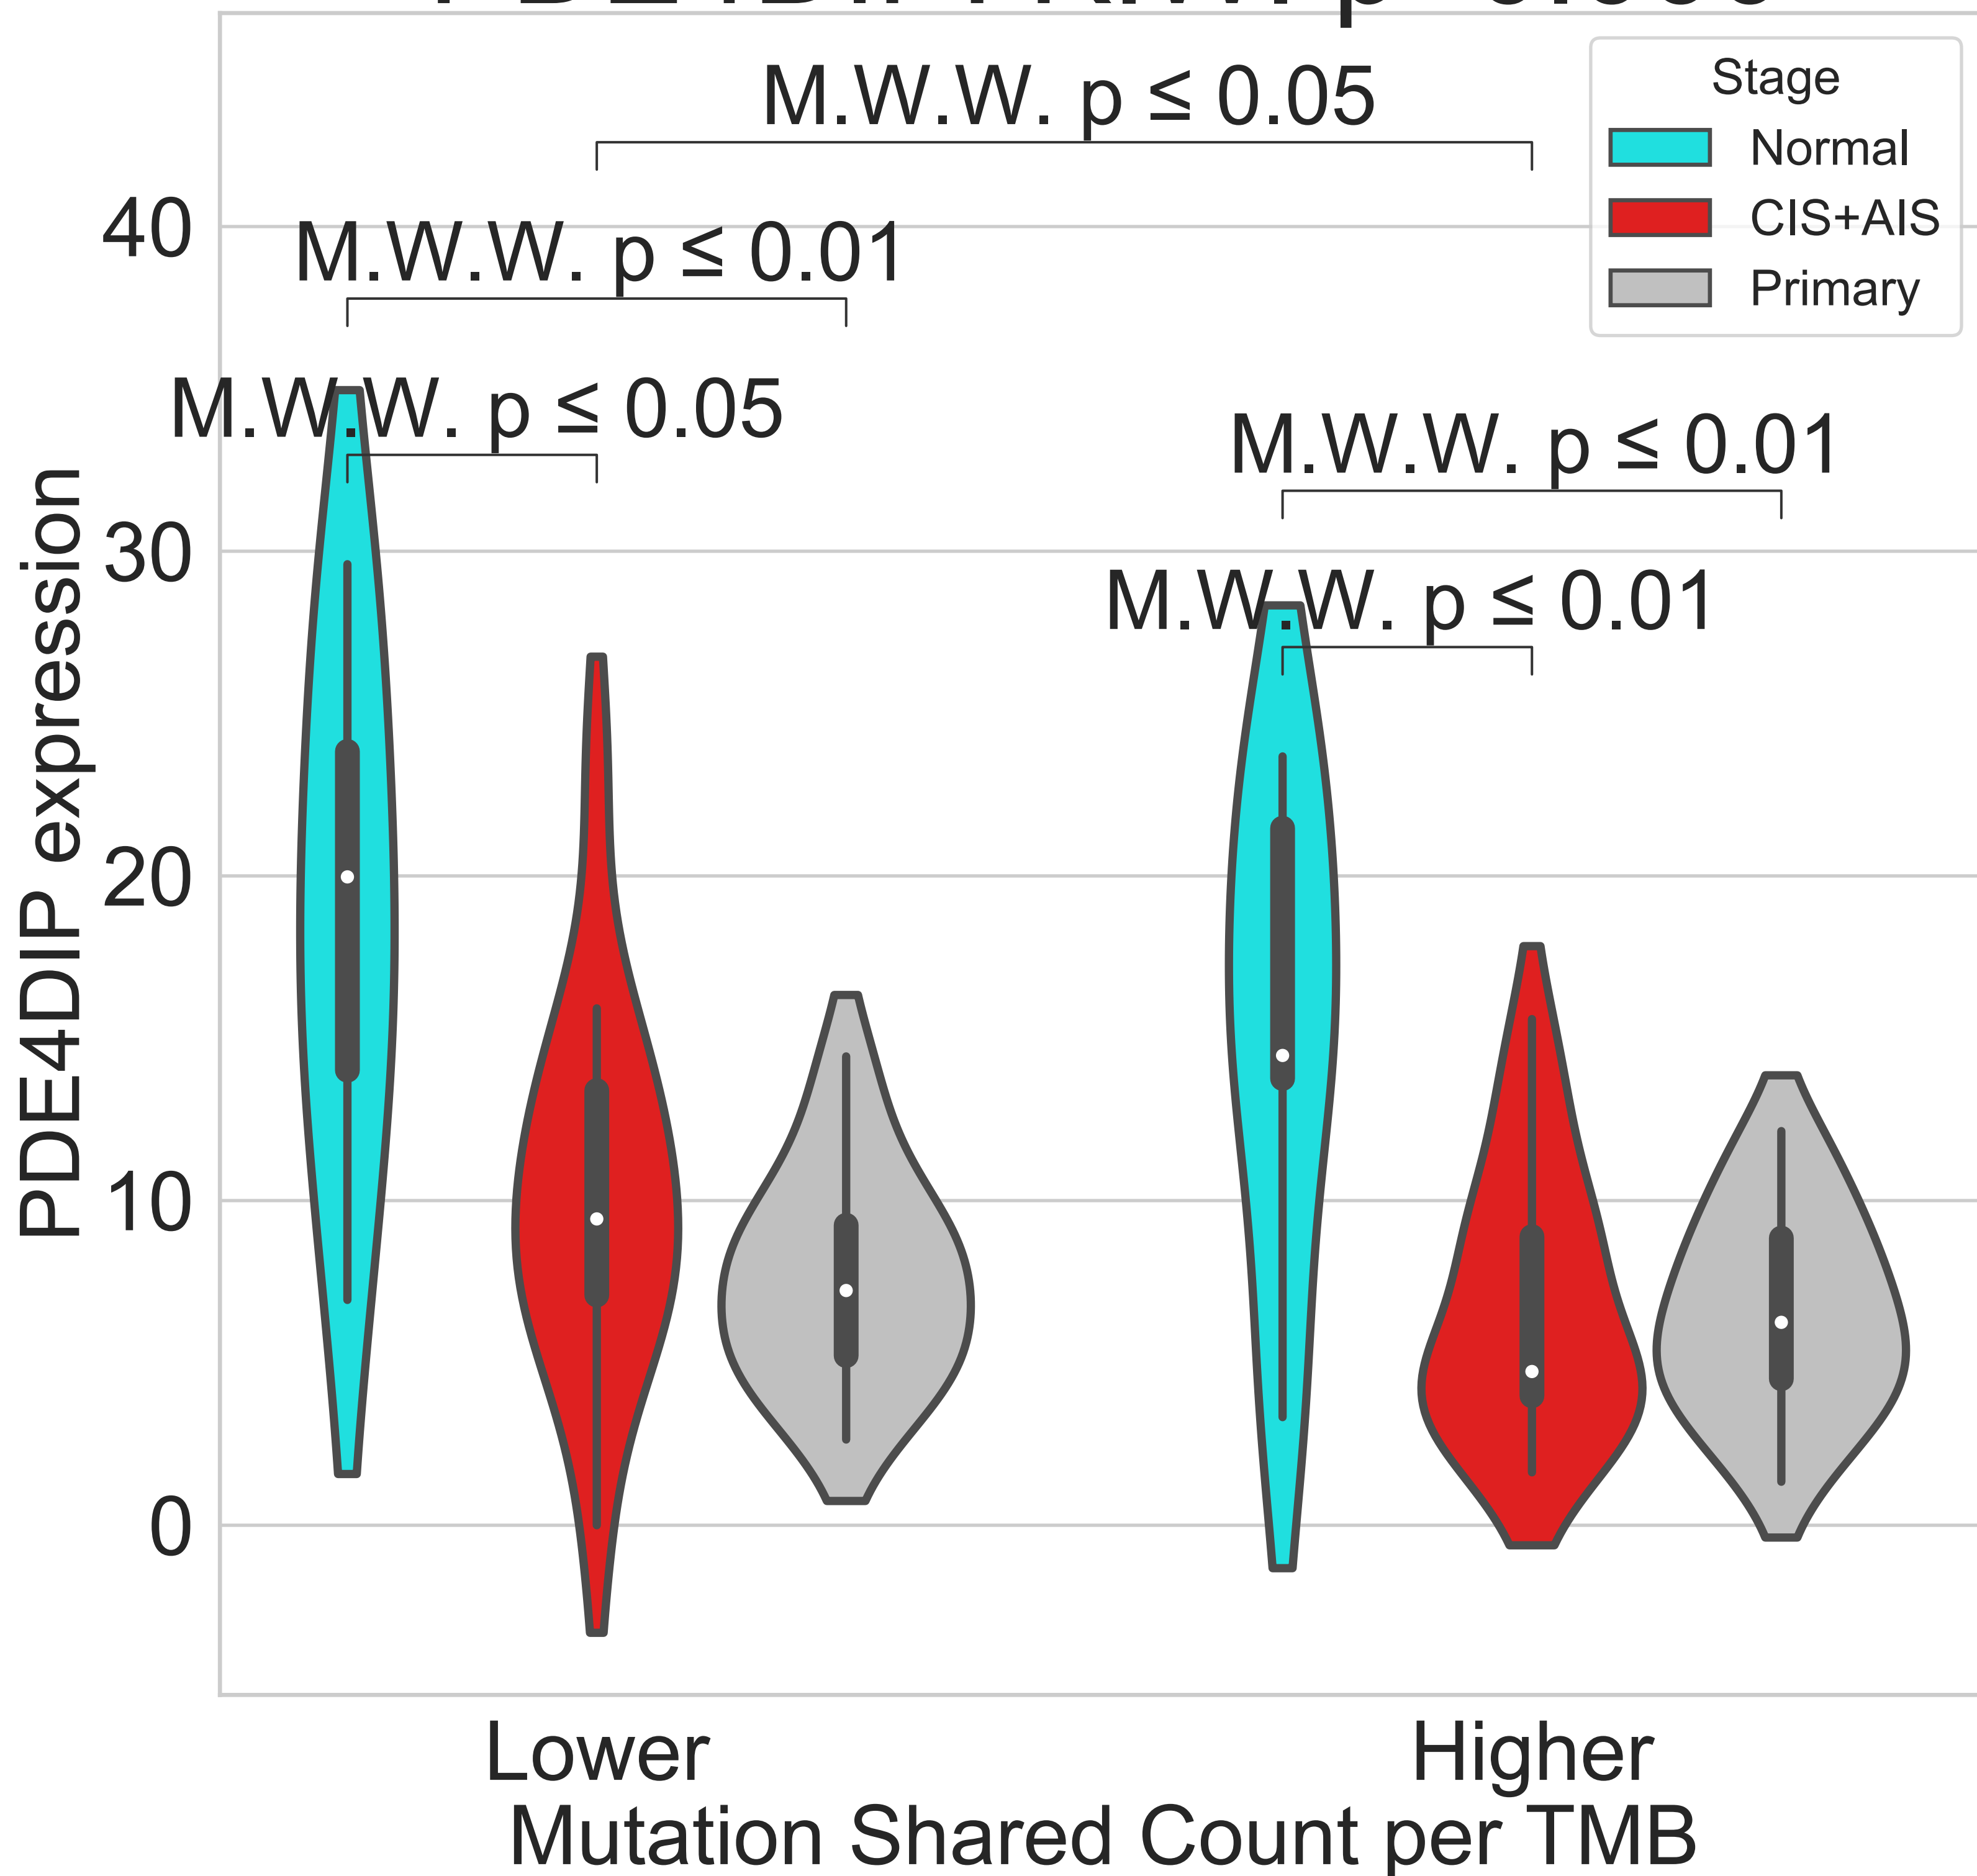 M.W.W. p ≤ 0.05
Stage
Normal
CIS+AIS
Primary
M.W.W. p ≤ 0.01
M.W.W. p ≤ 0.05
M.W.W. p ≤ 0.01
M.W.W. p ≤ 0.01
PDE4DIP expression
40
30
20
10
0
Lower
Higher
Mutation Shared Count per TMB